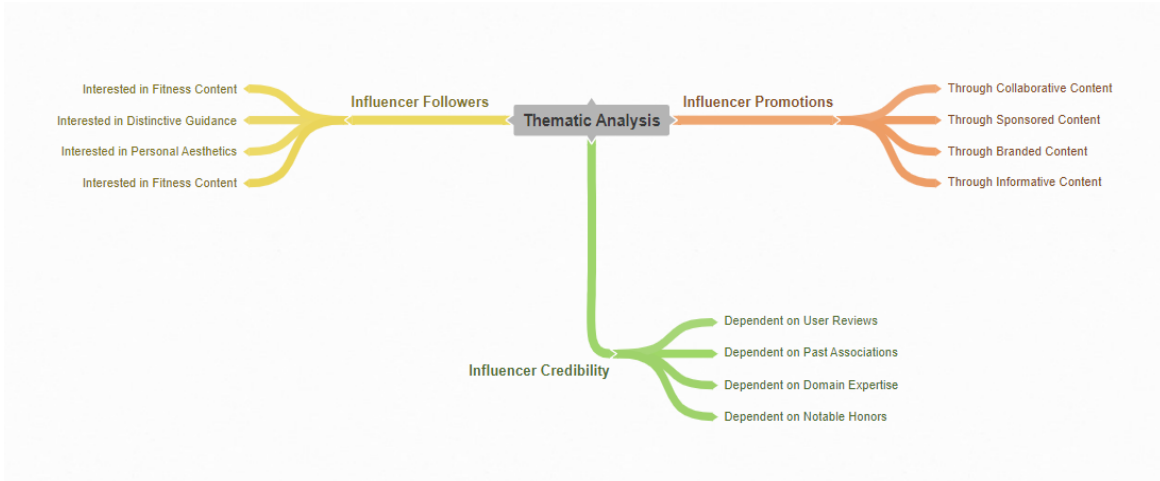 Thematic Analysis
Influencer Followers
Interested in Fitness Content
Interested in Distinctive Guidance
Interested in Personal Aesthetics
Interested in Fitness Content
Influencer Promotions
Through Collaborative Content
Through Sponsored Content
Through Branded Content
Through Informative Content
Influencer Credibility
Dependent on User Reviews
Dependent on Past Associations
Dependent on Domain Expertise
Dependent on Notable Honors